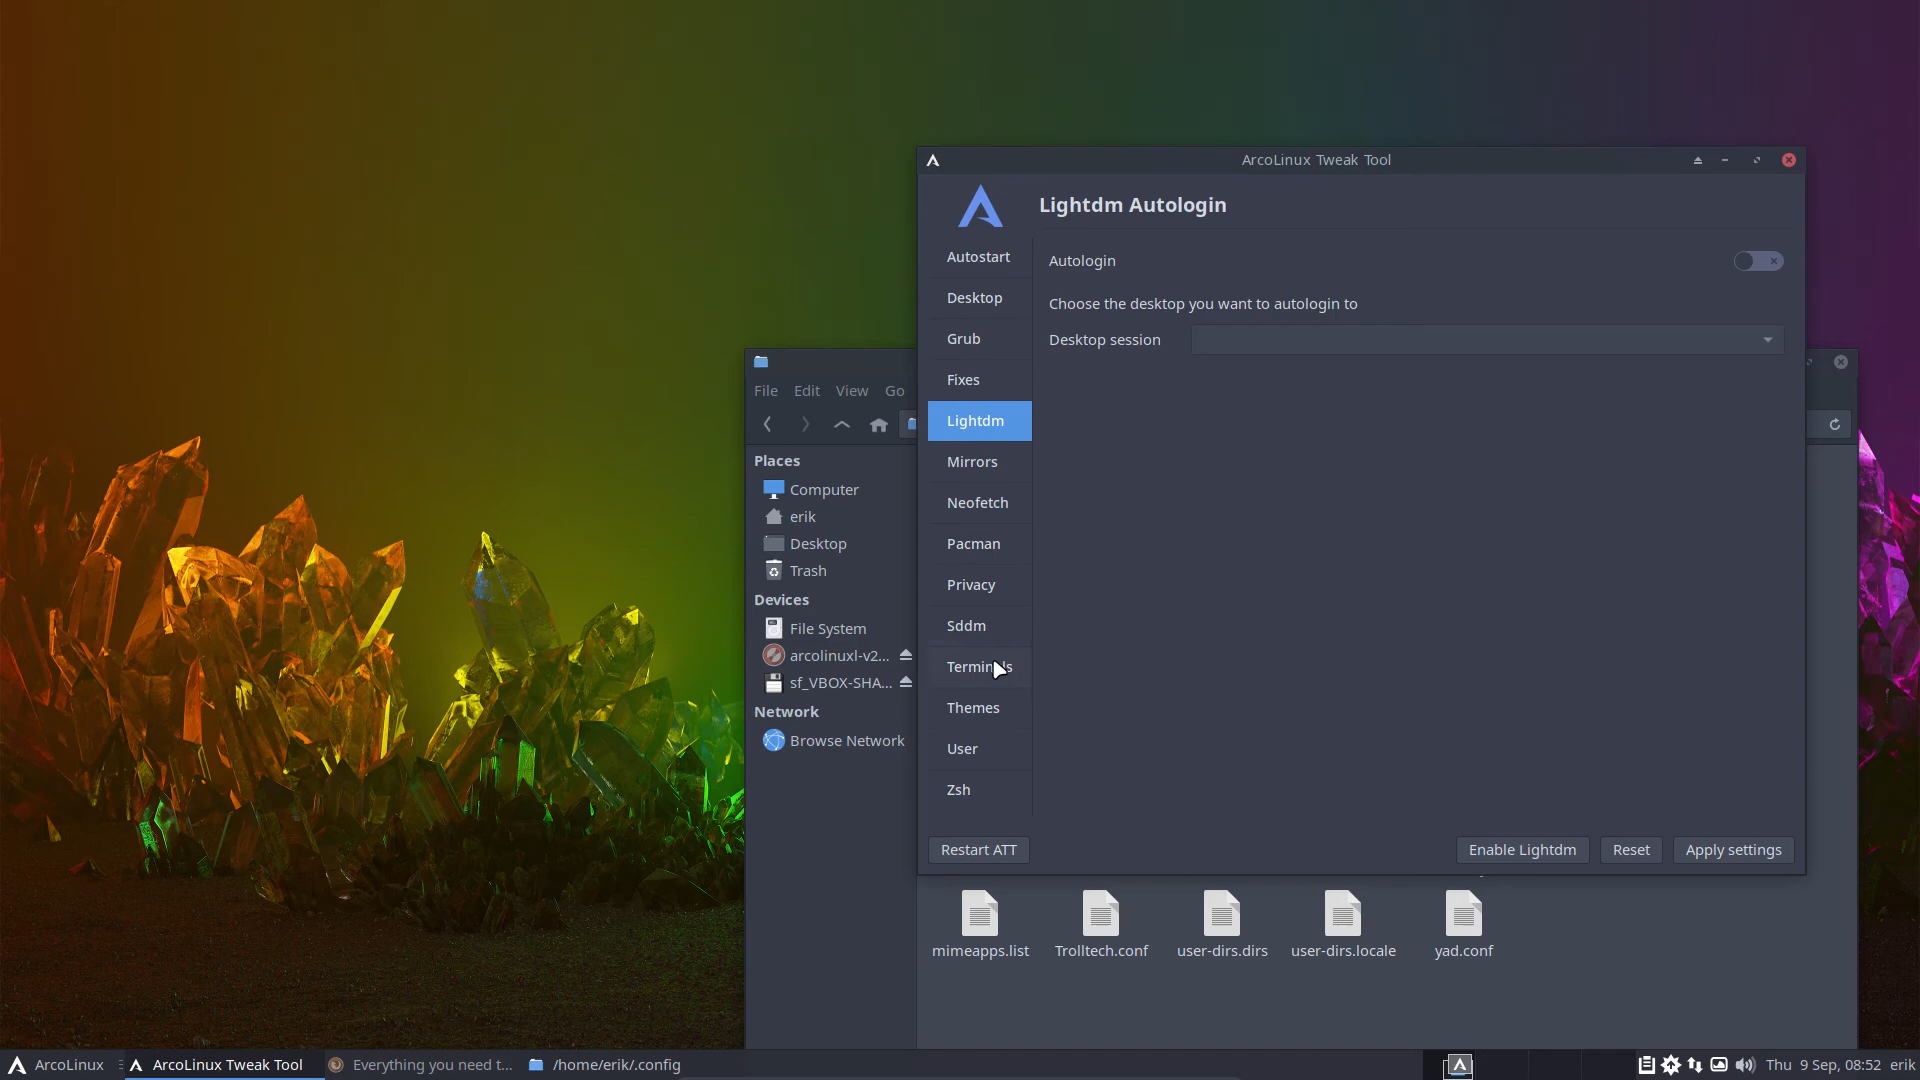 ArcoLinux Tweak Tool
Lightdm Autologin
Autostart
Desktop
Grub
Fixes
Lightdm
Mirrors
Neofetch
Pacman
Privacy
Sddm
Themes
User
Zsh
Autologin
Choose the desktop you want to autologin to
Desktop session
Restart ATT
Enable Lightdm
Reset
Apply settings
File Edit View Go
Places
Computer
erik
Desktop
Trash
Devices
File System
arcolinuxl-v2...
sf_VBOX-SHA...
Network
Browse Network
mimeapps.list
Trolltech.conf
user-dirs.dirs
user-dirs.locale
yad.conf
ArcoLinux
ArcoLinux Tweak Tool
Everything you need t...
/home/erik/.config
Thu 9 Sep, 08:52
erik